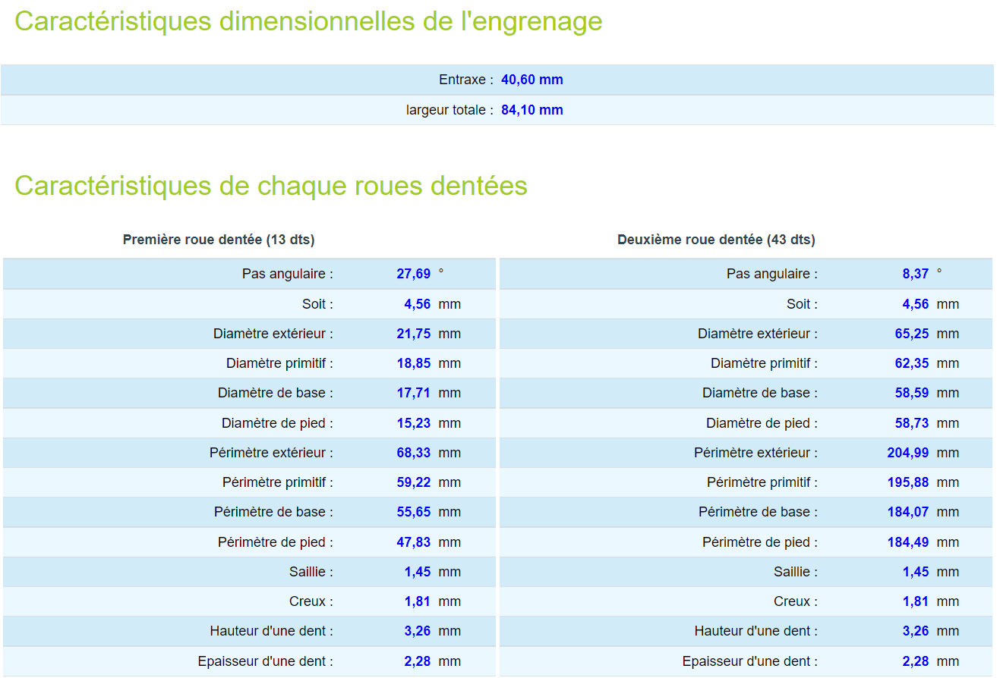 Caractéristiques dimensionnelles de l'engrenage
Entraxe : 40,60 mm
largeur totale : 84,10 mm
Caractéristiques de chaque roues dentées
Première roue dentée (13 dts) Deuxième roue dentée (43 dts)
Pas angulaire : 27,69 ° Pas angulaire : 8,37 °
Soit : 4,56 mm Soit : 4,56 mm
Diamètre extérieur : 21,75 mm Diamètre extérieur : 65,25 mm
Diamètre primitif : 18,85 mm Diamètre primitif : 62,35 mm
Diamètre de base : 17,71 mm Diamètre de base : 58,59 mm
Diamètre de pied : 15,23 mm Diamètre de pied : 58,73 mm
Périmètre extérieur : 68,33 mm Périmètre extérieur : 204,99 mm
Périmètre primitif : 59,22 mm Périmètre primitif : 195,88 mm
Périmètre de base : 55,65 mm Périmètre de base : 184,07 mm
Périmètre de pied : 47,83 mm Périmètre de pied : 184,49 mm
Saillie : 1,45 mm Saillie : 1,45 mm
Creux : 1,81 mm Creux : 1,81 mm
Hauteur d'une dent : 3,26 mm Hauteur d'une dent : 3,26 mm
Epaisseur d'une dent : 2,28 mm Epaisseur d'une dent : 2,28 mm